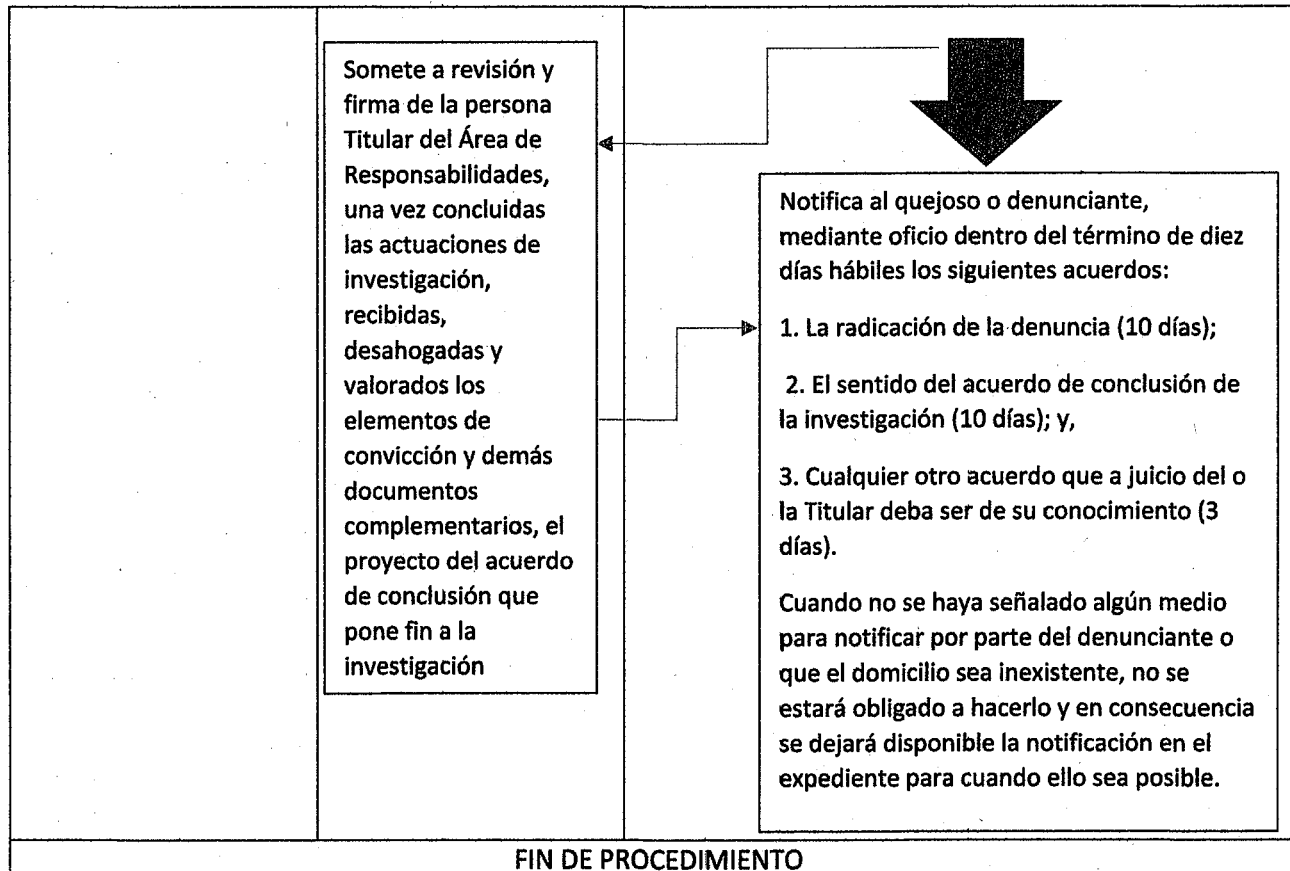 Somete a revisión y
firma de la persona
Titular del Área de
Responsabilidades,
una vez concluidas
las actuaciones de
investigación,
recibidas,
desahogadas y
valorados los
elementos de
convicción y demás
documentos
complementarios, el
proyecto del acuerdo
de conclusión que
pone fin a la
investigación
Notifica al quejoso o denunciante,
mediante oficio dentro del término de diez
días hábiles los siguientes acuerdos:
1. La radicación de la denuncia (10 días);
2. El sentido del acuerdo de conclusión de
la investigación (10 días); y,
3. Cualquier otro acuerdo que a juicio del o
la Titular deba ser de su conocimiento (3
días).
Cuando no se haya señalado algún medio
para notificar por parte del denunciante o
que el domicilio sea inexistente, no se
estará obligado a hacerlo y en consecuencia
se dejará disponible la notificación en el
expediente para cuando ello sea posible.
FIN DE PROCEDIMIENTO